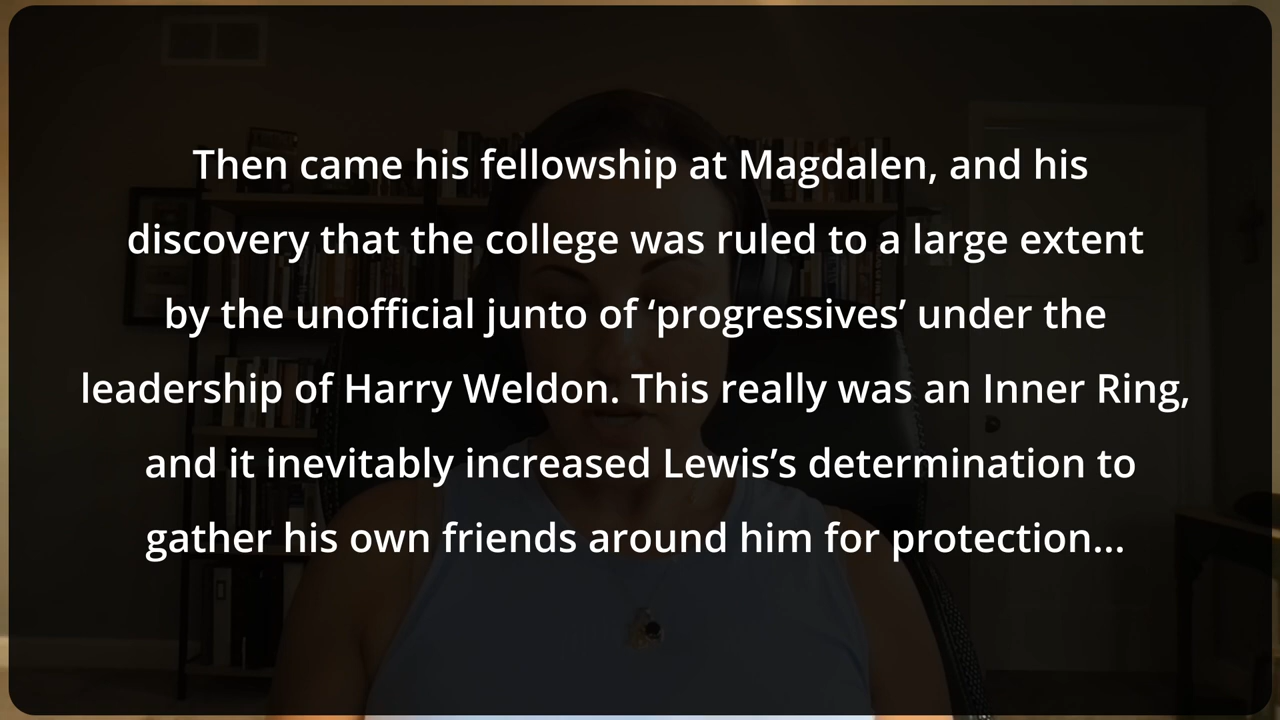 Then came his fellowship at Magdalen, and his
discovery that the college was ruled to a large extent
by the unofficial junto of ‘progressives’ under the
leadership of Harry Weldon. This really was an Inner Ring,
and it inevitably increased Lewis’s determination to
gather his own friends around him for protection...